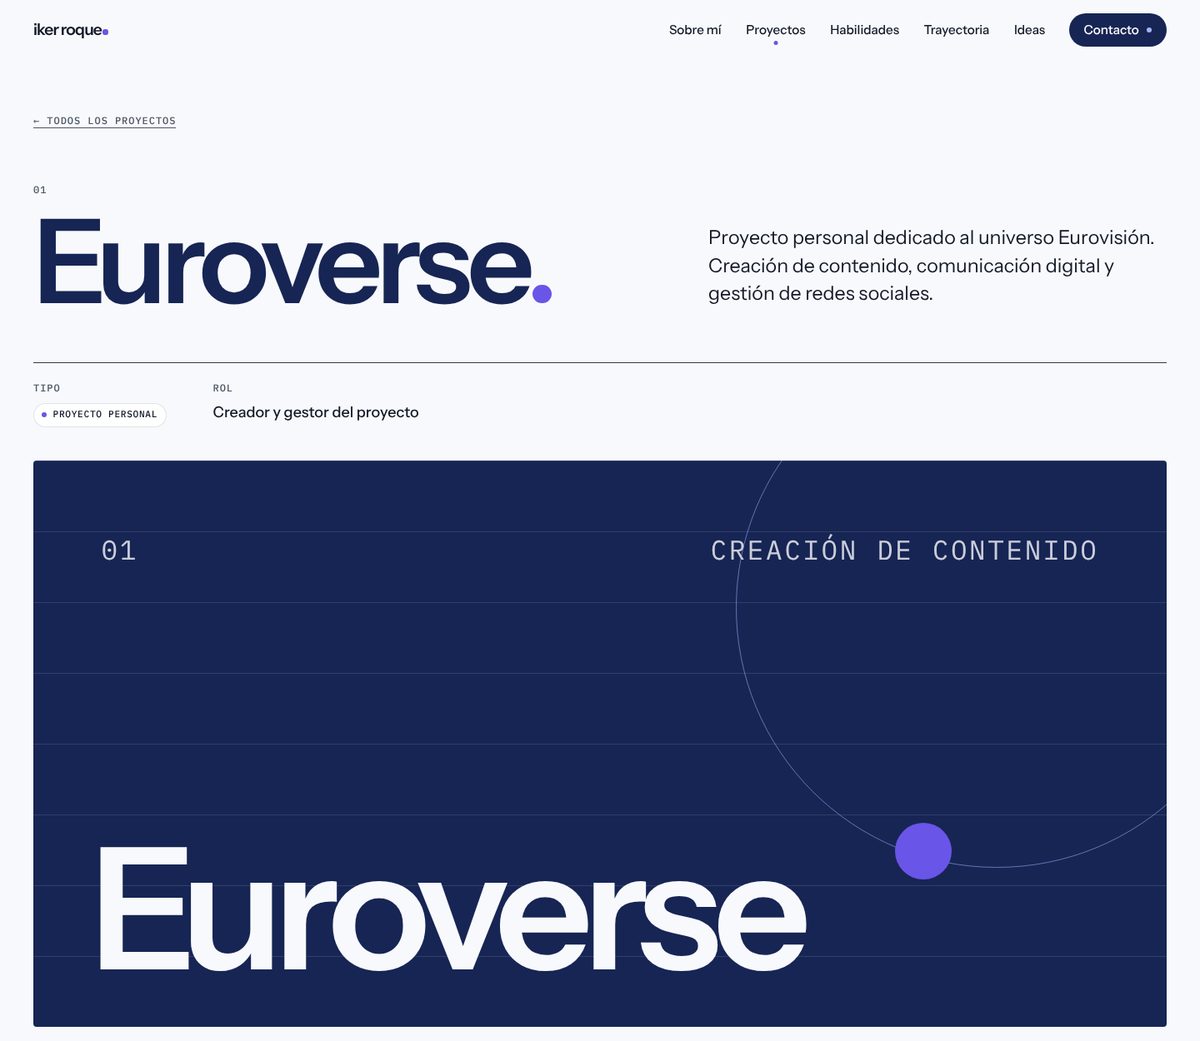 iker roque.
Sobre mí
Proyectos
Habilidades
Trayectoria
Ideas
Contacto
← TODOS LOS PROYECTOS
01
Euroverse.
Proyecto personal dedicado al universo Eurovisión.
Creación de contenido, comunicación digital y
gestión de redes sociales.
TIPO
PROYECTO PERSONAL
ROL
Creador y gestor del proyecto
01
CREACIÓN DE CONTENIDO
Euroverse